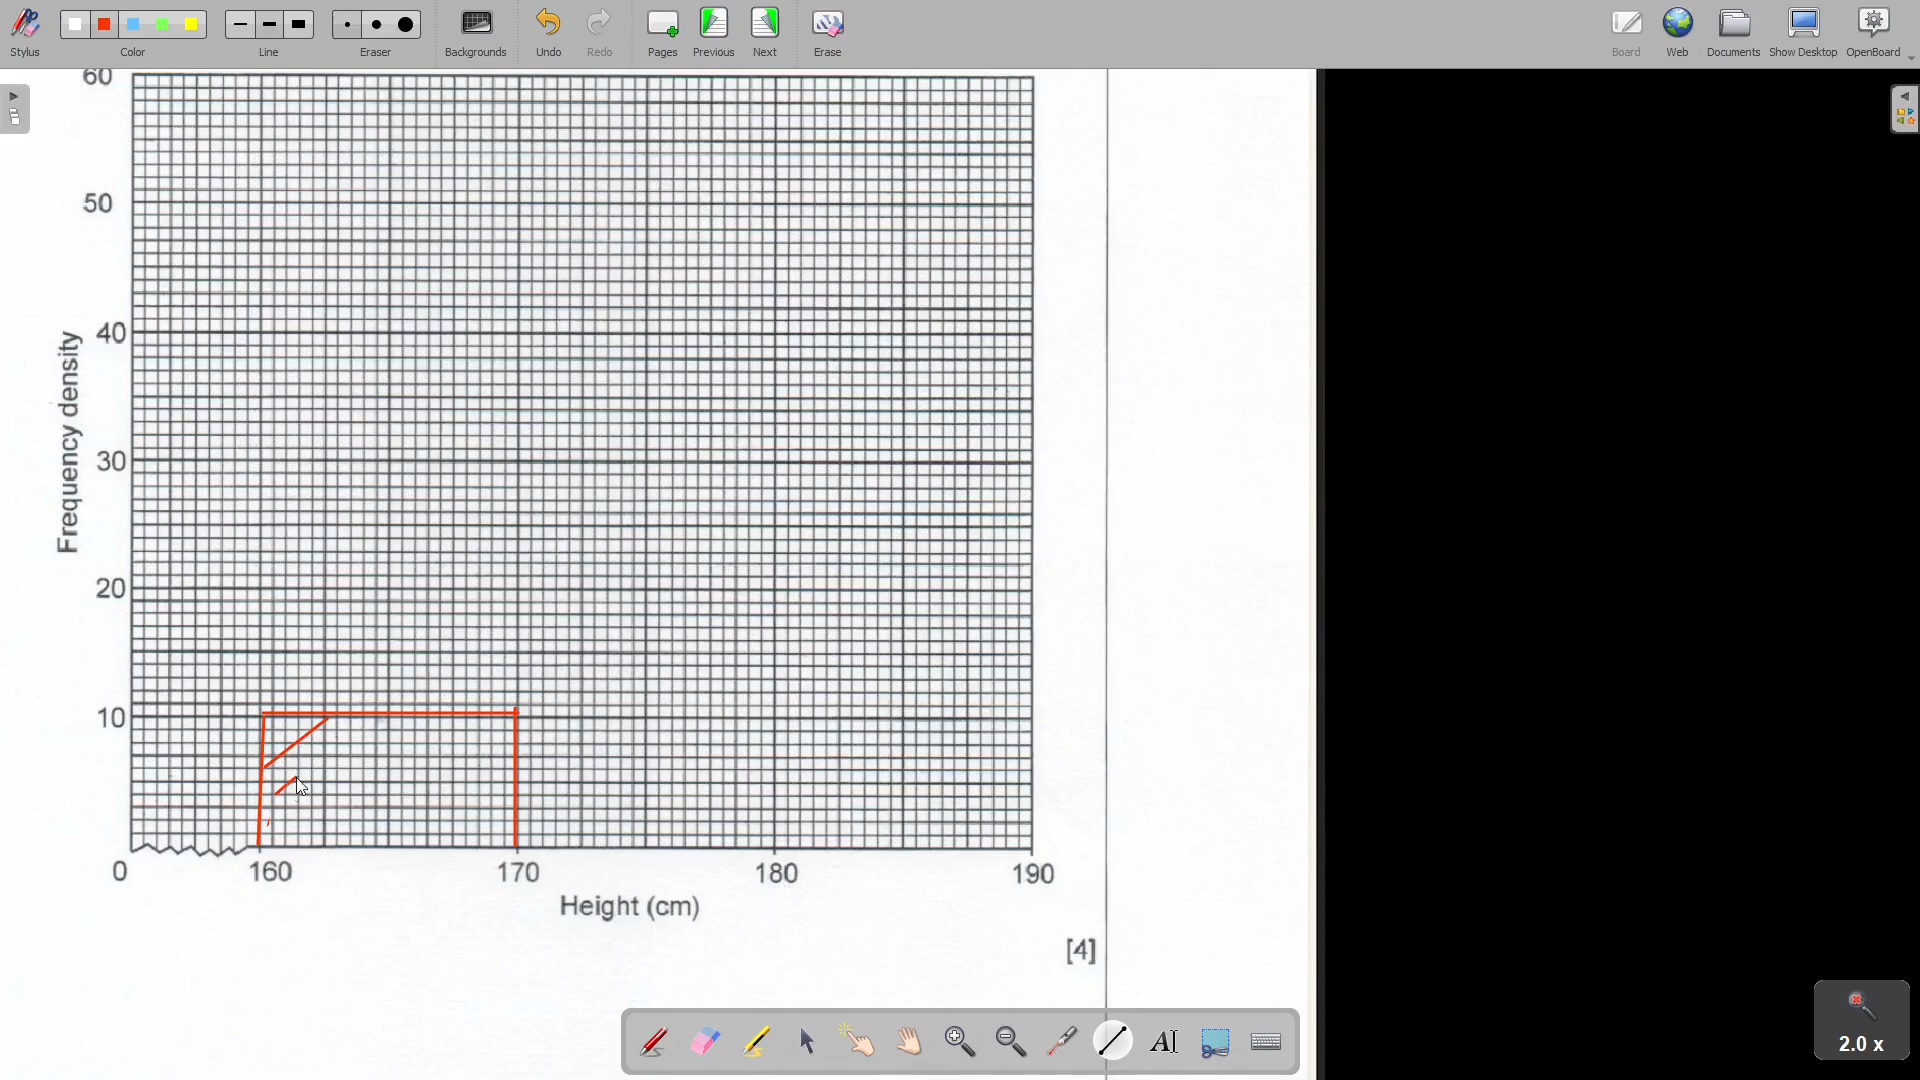 Stylus Color Line Eraser Backgrounds Undo Redo Pages Previous Next Erase Board Web Documents Show Desktop OpenBoard
60
50
40
30
20
10
Frequency density
0 160 170 180 190
Height (cm)
[4]
2.0 x